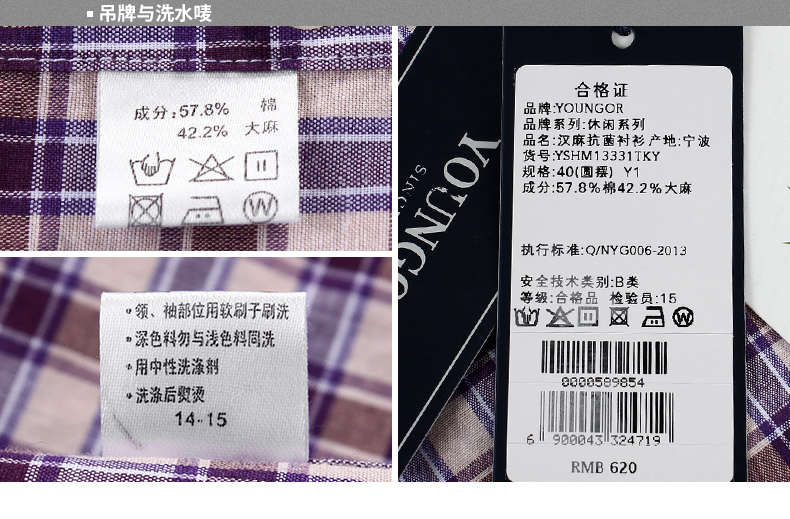 吊牌与洗水唛
成分:57.8% 棉
42.2% 大麻
W
·领、袖部位用软刷子刷洗
·深色料勿与浅色料同洗
·用中性洗涤剂
·洗涤后熨烫
14-15
YOUNGO
SINC
合格证
品牌:YOUNGOR
品牌系列:休闲系列
品名:汉麻抗菌衬衫 产地:宁波
货号:YSHM13331TKY
规格:40(圆摆) Y1
成分:57.8%棉42.2%大麻
执行标准:Q/NYG006-2013
安全技术类别:B类
等级:合格品 检验员:15
W
0000589854
6 900043 324719
RMB 620